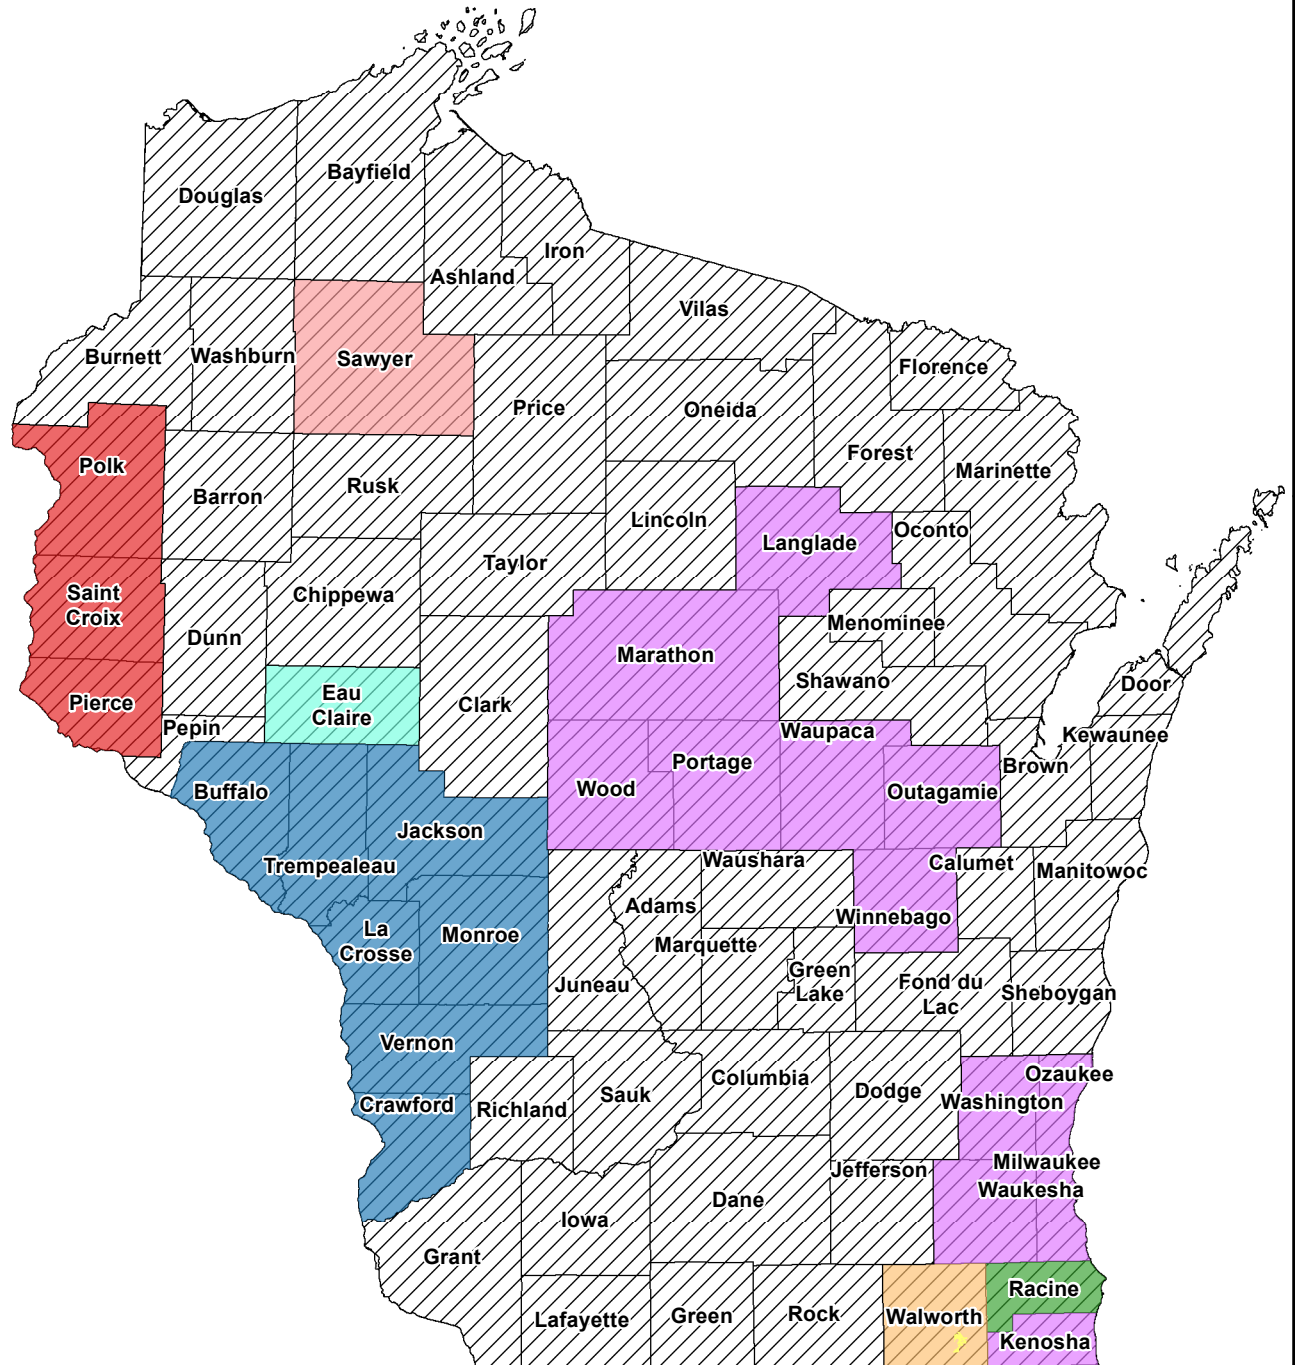 Bayfield
Douglas
Iron
Ashland
Vilas
Burnett
Washburn
Sawyer
Florence
Price
Oneida
Forest
Polk
Marinette
Rusk
Barron
Lincoln
Oconto
Langlade
Taylor
Saint
Croix
Chippewa
Menominee
Dunn
Marathon
Shawano
Door
Eau
Claire
Pierce
Clark
Pepin
Waupaca
Kewaunee
Portage
Brown
Wood
Buffalo
Outagamie
Jackson
Waushara
Calumet
Trempealeau
Manitowoc
Adams
Winnebago
La
Crosse
Monroe
Marquette
Green
Lake
Fond du
Lac
Juneau
Sheboygan
Vernon
Ozaukee
Columbia
Dodge
Sauk
Washington
Crawford
Richland
Milwaukee
Jefferson
Waukesha
Dane
Iowa
Grant
Racine
Rock
Green
Walworth
Lafayette
Kenosha